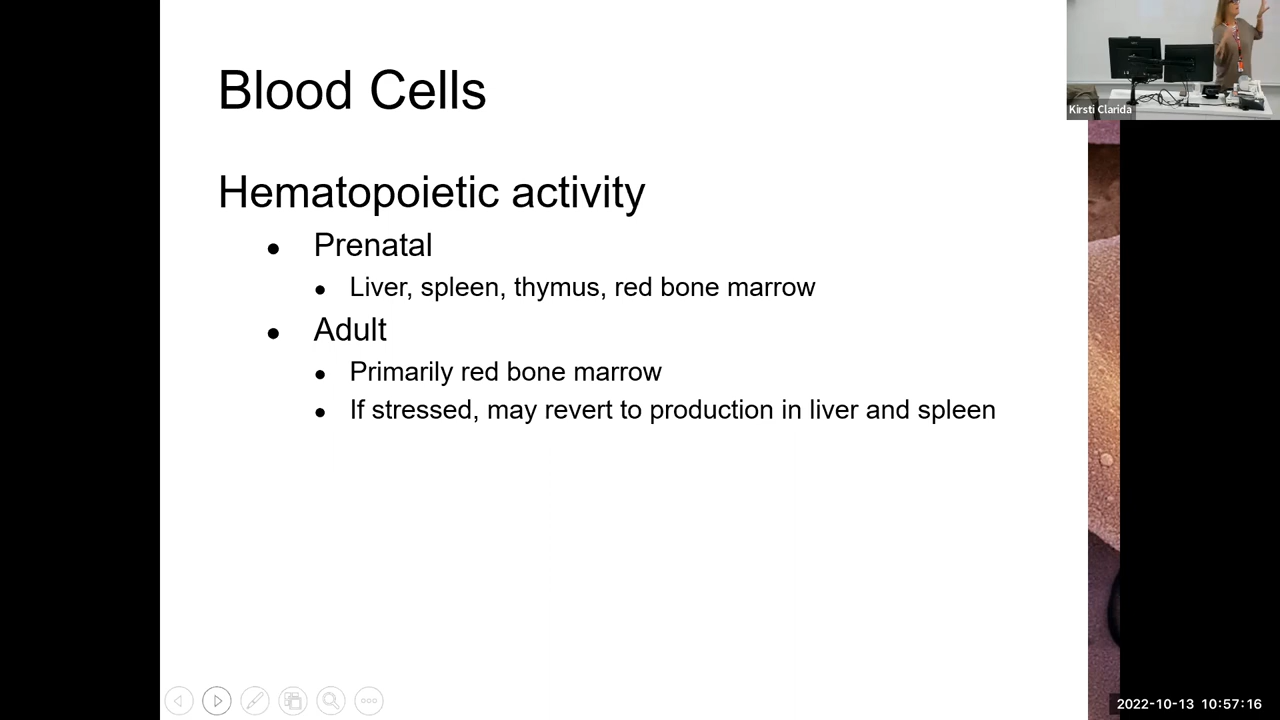 Blood Cells
Kirsti Clarida
Hematopoietic activity
Prenatal
Liver, spleen, thymus, red bone marrow
Adult
Primarily red bone marrow
If stressed, may revert to production in liver and spleen
2022-10-13 10:57:16